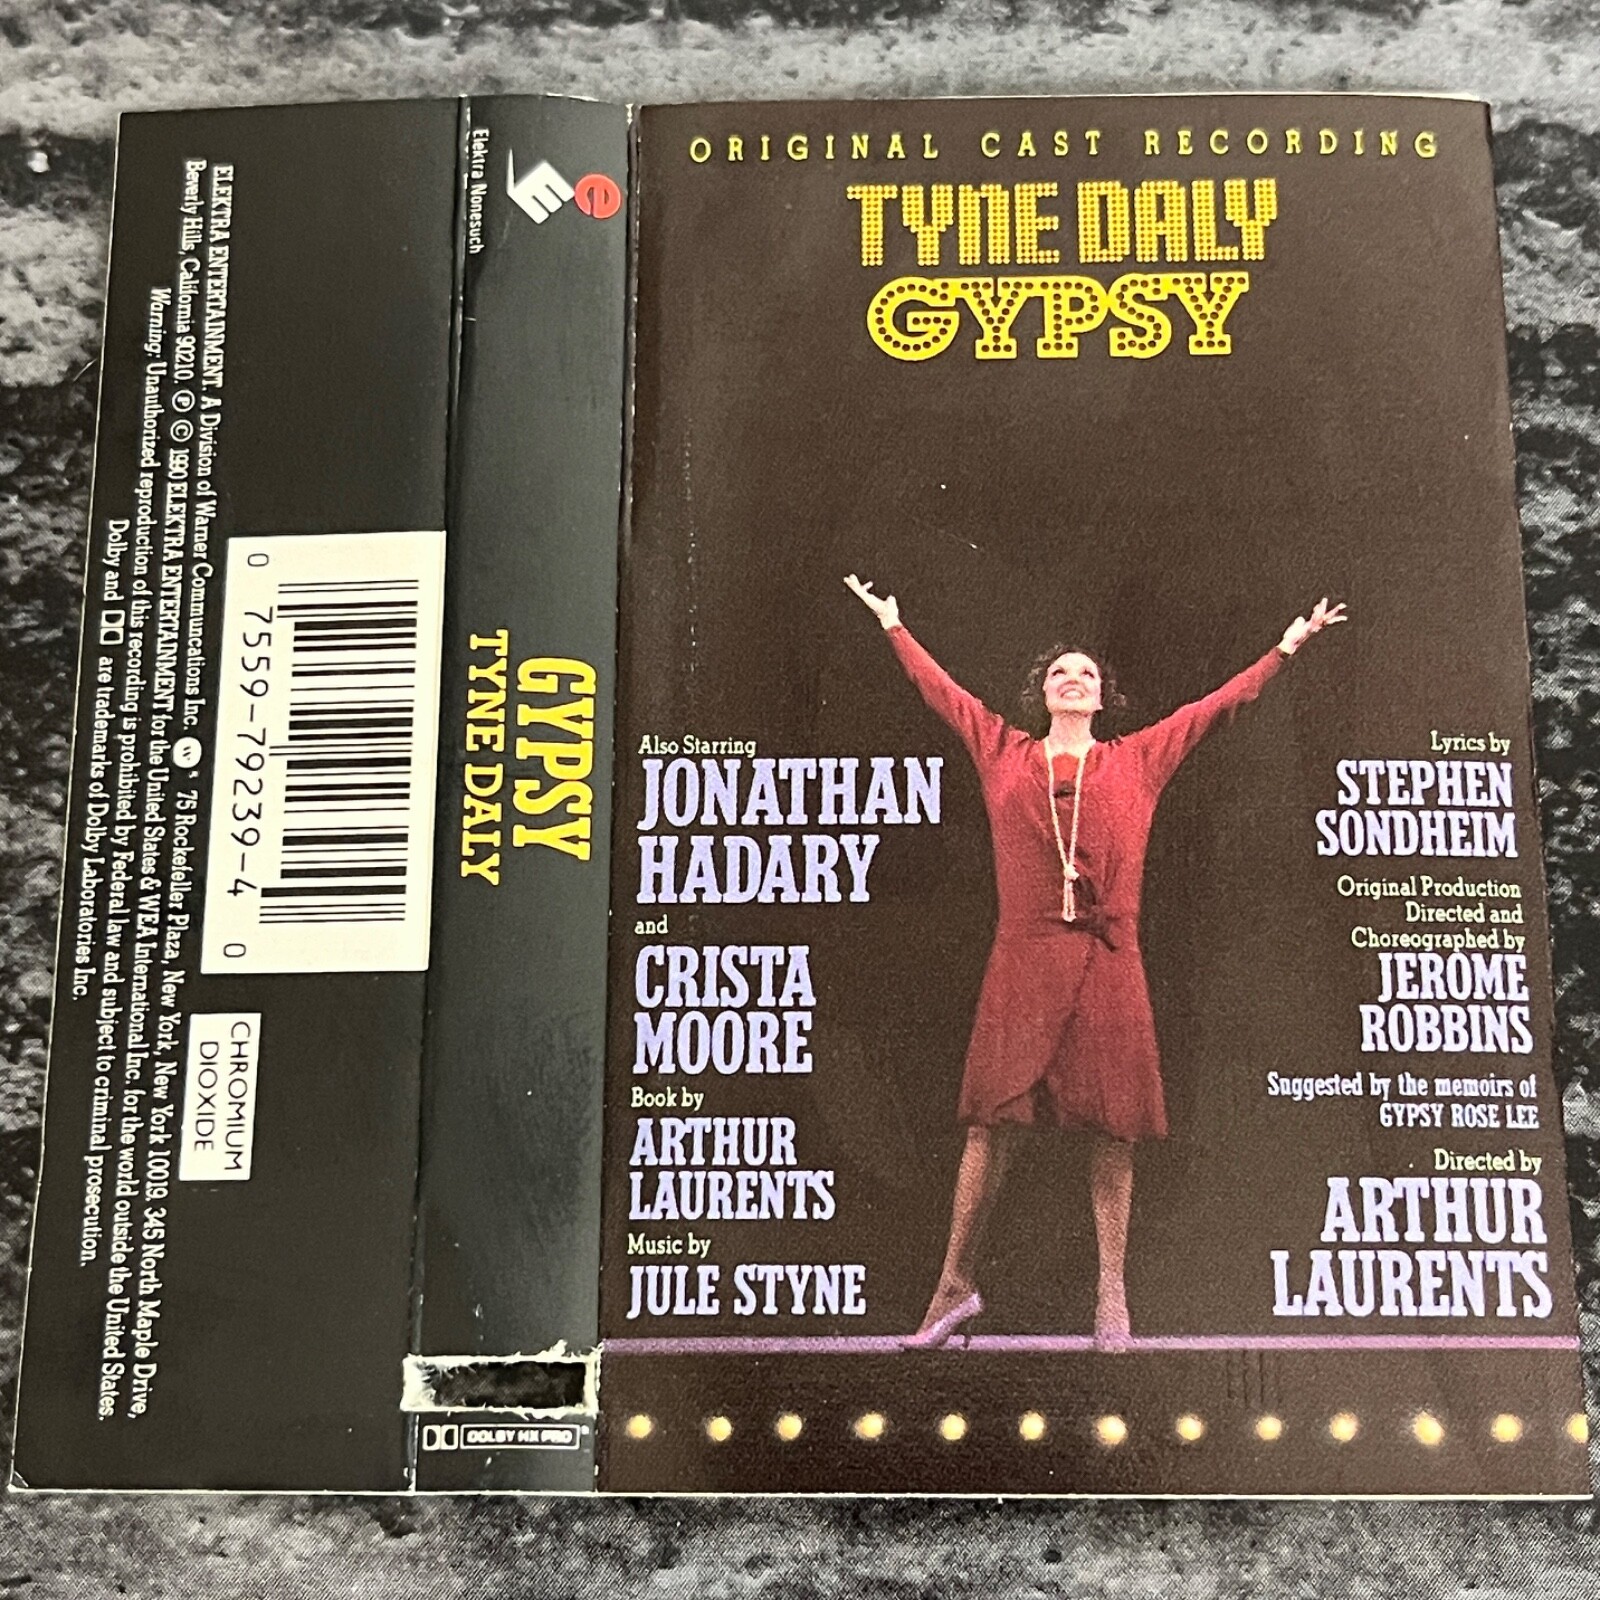 ORIGINAL CAST RECORDING
TYNE DALY
GYPSY
Also Starring
JONATHAN
HADARY
and
CRISTA
MOORE
Book by
ARTHUR
LAURENTS
Music by
JULE STYNE
Lyrics by
STEPHEN
SONDHEIM
Original Production
Directed and
Choreographed by
JEROME
ROBBINS
Suggested by the memoirs of
GYPSY ROSE LEE
Directed by
ARTHUR
LAURENTS
e
E
Elektra Nonesuch
GYPSY
TYNE DALY
DOLBY HX PRO
0 7559-79239-4 0
CHROMIUM
DIOXIDE
ELEKTRA ENTERTAINMENT. A Division of Warner Communications Inc. W ® 75 Rockefeller Plaza, New York, New York 10019. 345 North Maple Drive,
Beverly Hills, California 90210. ℗ © 1990 ELEKTRA ENTERTAINMENT for the United States & WEA International Inc. for the world outside the United States.
Warning: Unauthorized reproduction of this recording is prohibited by Federal law and subject to criminal prosecution.
Dolby and are trademarks of Dolby Laboratories Inc.